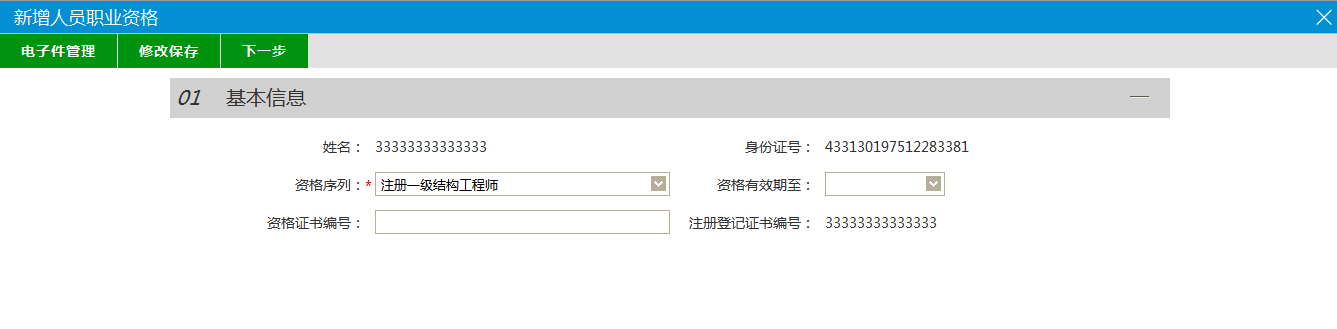 新增人员职业资格
电子件管理 修改保存 下一步
01 基本信息
姓名： 33333333333333 身份证号： 433130197512283381
资格序列：* 注册一级结构工程师 资格有效期至：
资格证书编号： 注册登记证书编号： 33333333333333